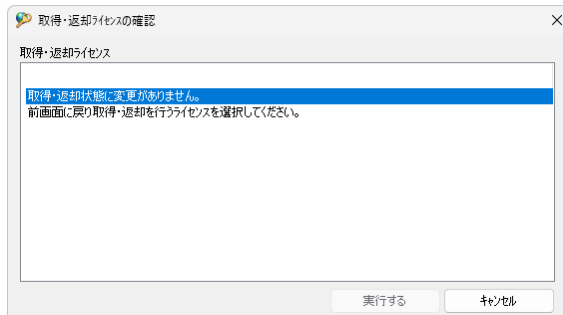 取得・返却ﾗｲｾﾝｽの確認
取得・返却ﾗｲｾﾝｽ
取得・返却状態に変更がありません。
前画面に戻り取得・返却を行うﾗｲｾﾝｽを選択してください。
実行する
ｷｬﾝｾﾙ